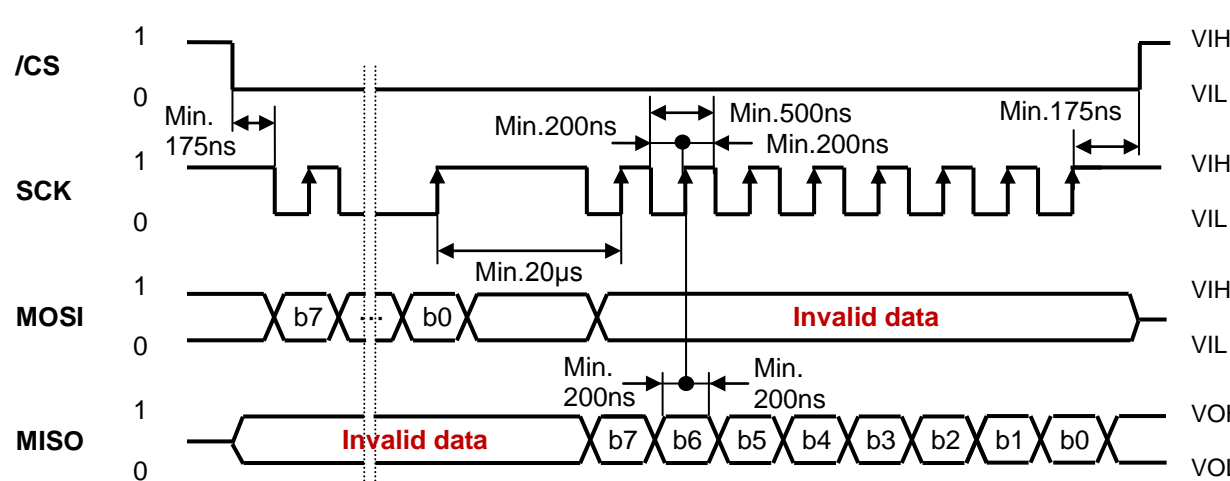 /CS
1
0
VIH
VIL
Min.
175ns
Min.200ns
Min.500ns
Min.200ns
Min.175ns
SCK
1
0
VIH
VIL
Min.20µs
MOSI
1
0
b7
...
b0
Invalid data
VIH
VIL
Min.
200ns
Min.
200ns
MISO
1
0
Invalid data
b7
b6
b5
b4
b3
b2
b1
b0